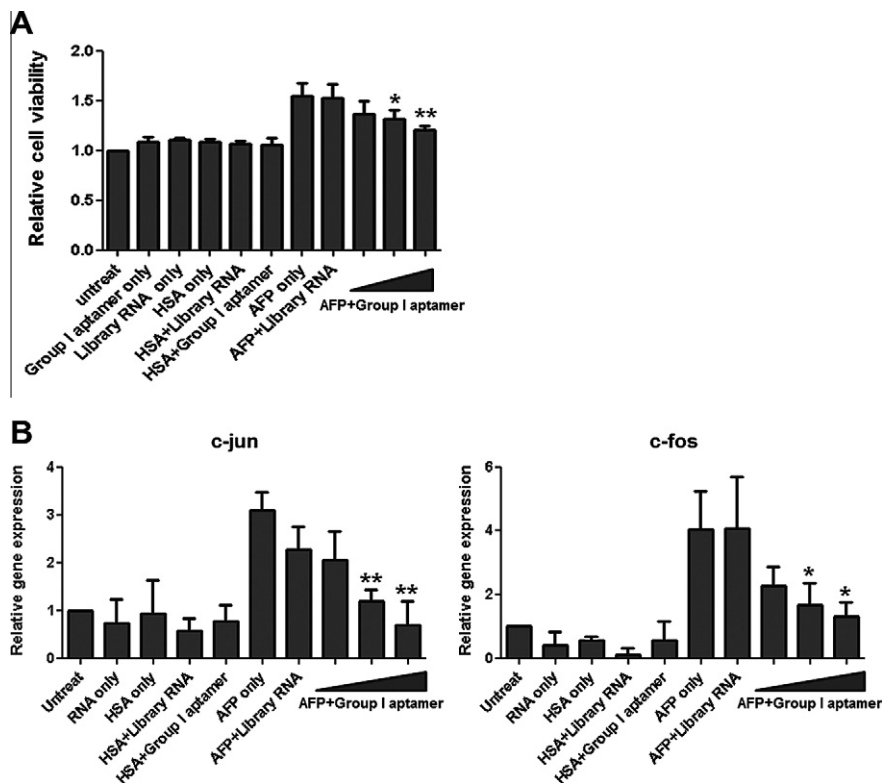 A
Relative cell viability
2.0
1.5
1.0
0.5
0.0
*
**
untreat
Group I aptamer only
Library RNA only
HSA only
HSA+Library RNA
HSA+Group I aptamer
AFP only
AFP+Library RNA
AFP+Group I aptamer
B
c-jun
Relative gene expression
4
3
2
1
0
**
**
Untreat
RNA only
HSA only
HSA+Library RNA
HSA+Group I aptamer
AFP only
AFP+Library RNA
AFP+Group I aptamer
c-fos
Relative gene expression
6
4
2
0
*
*
Untreat
RNA only
HSA only
HSA+Library RNA
HSA+Group I aptamer
AFP only
AFP+Library RNA
AFP+Group I aptamer